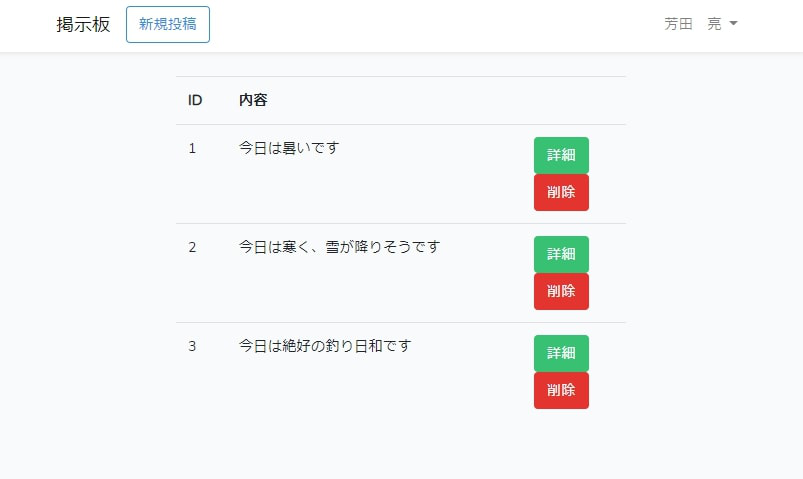 掲示板 新規投稿 芳田 亮
ID 内容
1 今日は暑いです 詳細
削除
2 今日は寒く、雪が降りそうです 詳細
削除
3 今日は絶好の釣り日和です 詳細
削除